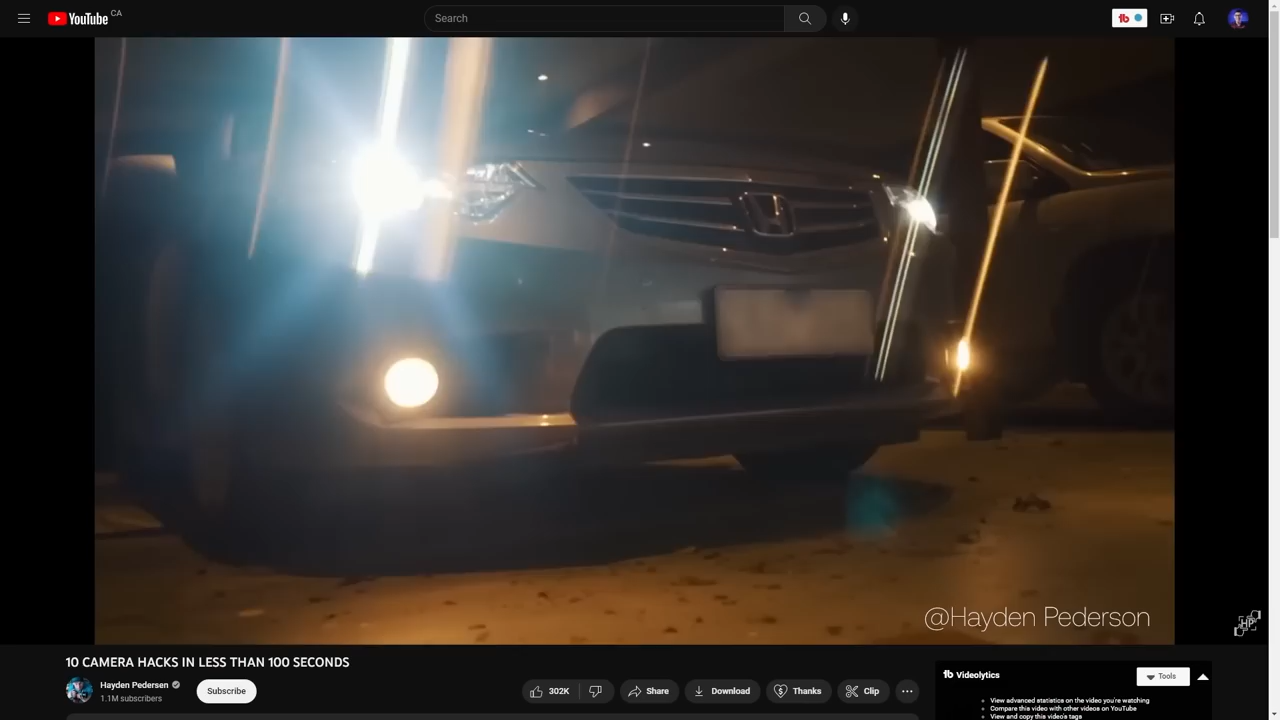 YouTube CA
Search
@Hayden Pederson
10 CAMERA HACKS IN LESS THAN 100 SECONDS
Hayden Pedersen
1.1M subscribers
Subscribe
302K
Share
Download
Thanks
Clip
tb Videolytics
Tools
View advanced statistics on the video you're watching
Compare this video with other videos on YouTube
View and copy this video's tags